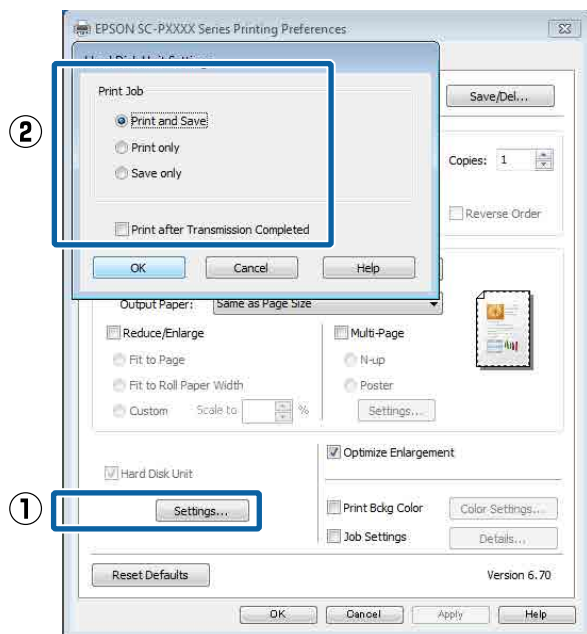 EPSON SC-PXXXX Series Printing Preferences
Print Job
Save/Del...
②
Print and Save
Print only
Copies: 1
Save only
Reverse Order
Print after Transmission Completed
OK Cancel Help
Output Paper: Same as Page Size
Reduce/Enlarge Multi-Page
Fit to Page N-up
Fit to Roll Paper Width Poster
Custom Scale to % Settings...
Optimize Enlargement
Hard Disk Unit
① Settings... Print Bckg Color Color Settings...
Job Settings Details...
Reset Defaults Version 6.70
OK Cancel Apply Help